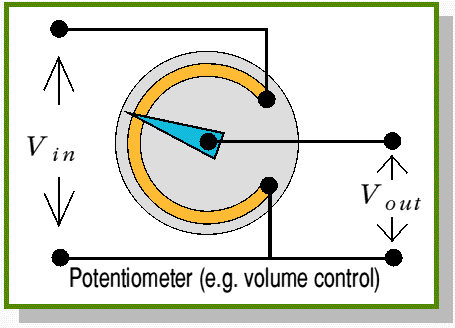 V in
V out
Potentiometer (e.g. volume control)